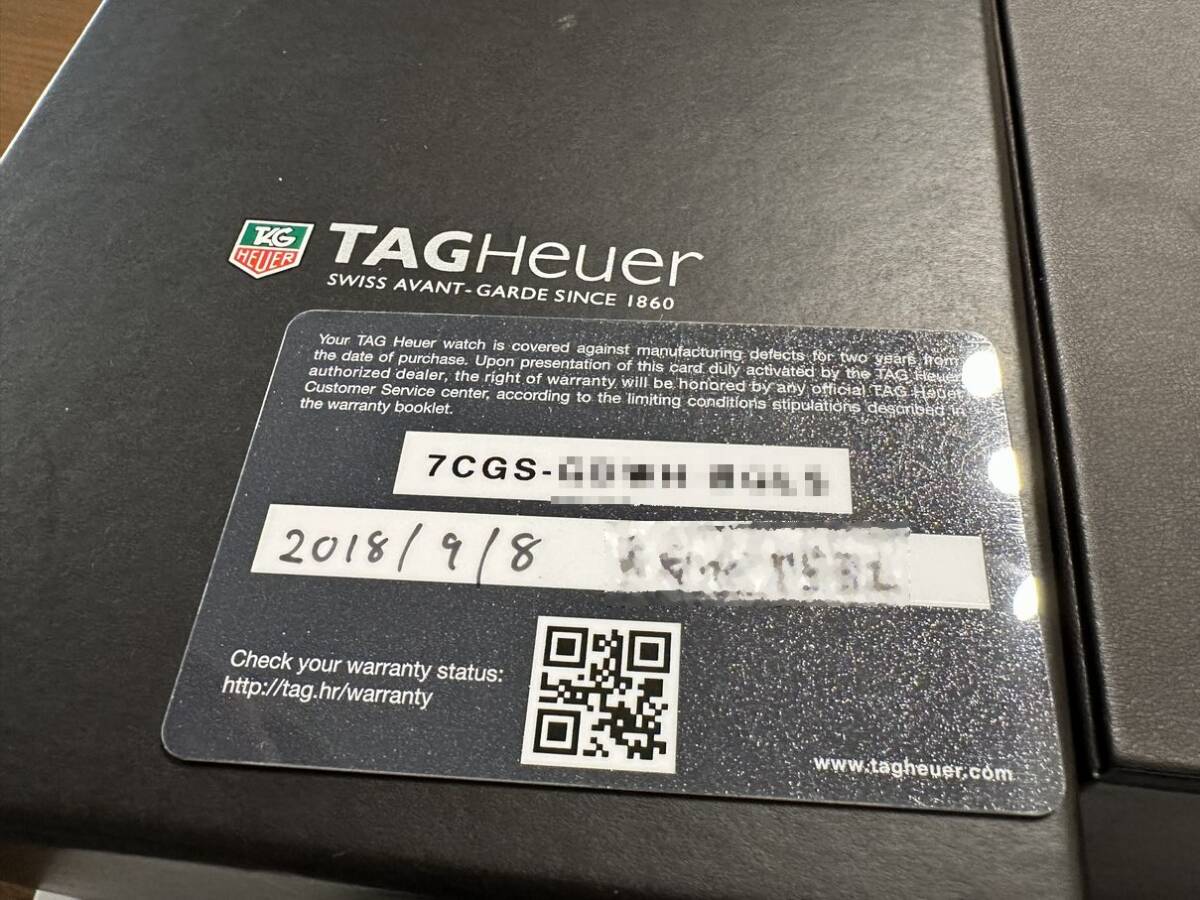 TAG
HEUER
TAGHeuer
SWISS AVANT-GARDE SINCE 1860
Your TAG Heuer watch is covered against manufacturing defects for two years from
the date of purchase. Upon presentation of this card duly activated by the TAG Heuer
authorized dealer, the right of warranty will be honored by any official TAG Heuer
Customer Service center, according to the limiting conditions stipulations described in
the warranty booklet.
7CGS-
2018/9/8
Check your warranty status:
http://tag.hr/warranty
www.tagheuer.com